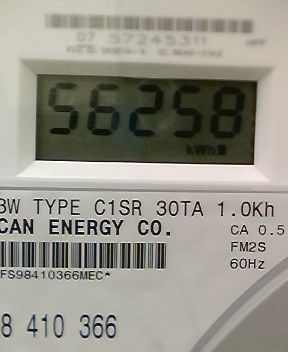 07 57245311
56258
kWh
3W TYPE C1SR 30TA 1.0Kh
CAN ENERGY CO.
CA 0.5
FM2S
60Hz
FS98410366MEC*
8 410 366